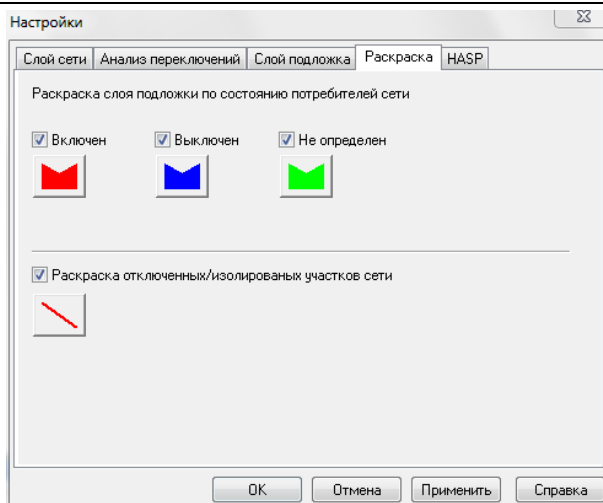 Настройки
Слой сети Анализ переключений Слой подложка Раскраска HASP
Раскраска слоя подложки по состоянию потребителей сети
Включен Выключен Не определен
Раскраска отключенных/изолированых участков сети
OK Отмена Применить Справка